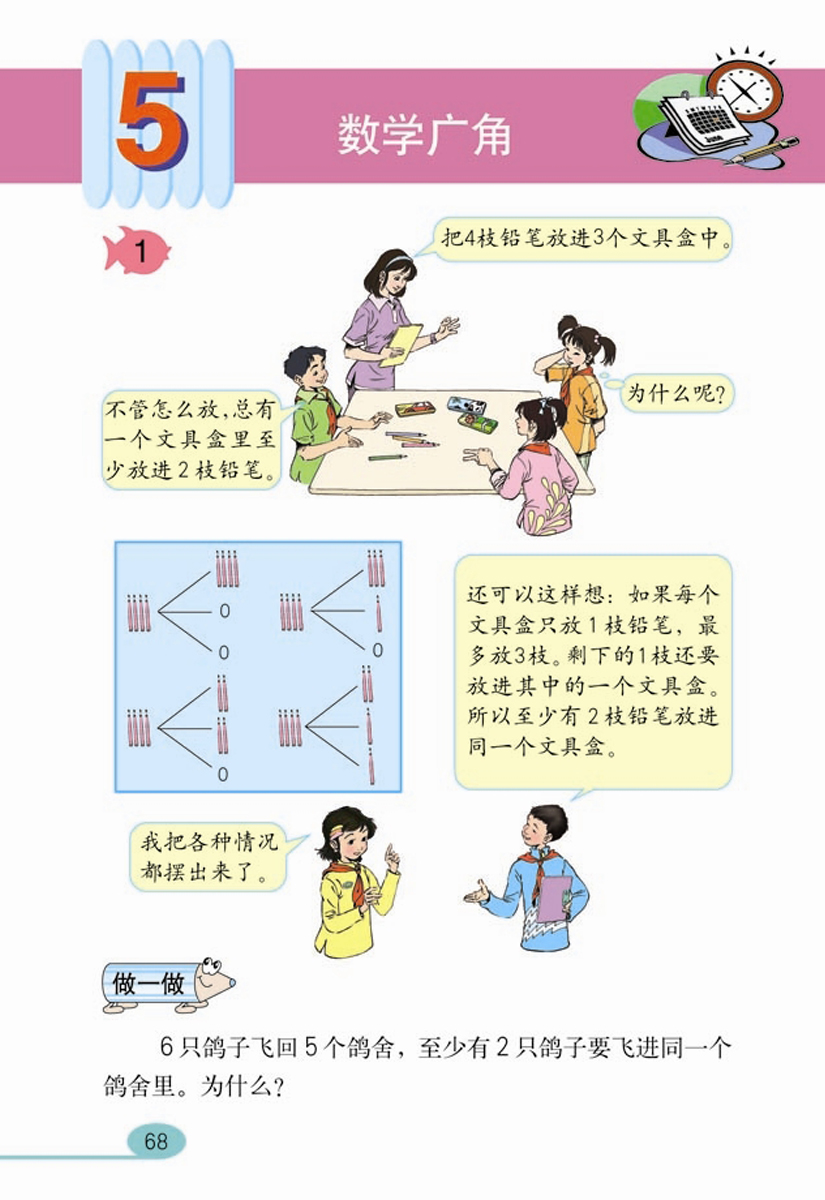 5
数学广角
1
把4枝铅笔放进3个文具盒中。
不管怎么放,总有
一个文具盒里至
少放进2枝铅笔。
为什么呢?
0
0
0
0
还可以这样想:如果每个
文具盒只放1枝铅笔,最
多放3枝。剩下的1枝还要
放进其中的一个文具盒。
所以至少有2枝铅笔放进
同一个文具盒。
我把各种情况
都摆出来了。
做一做
6只鸽子飞回5个鸽舍,至少有2只鸽子要飞进同一个
鸽舍里。为什么?
68